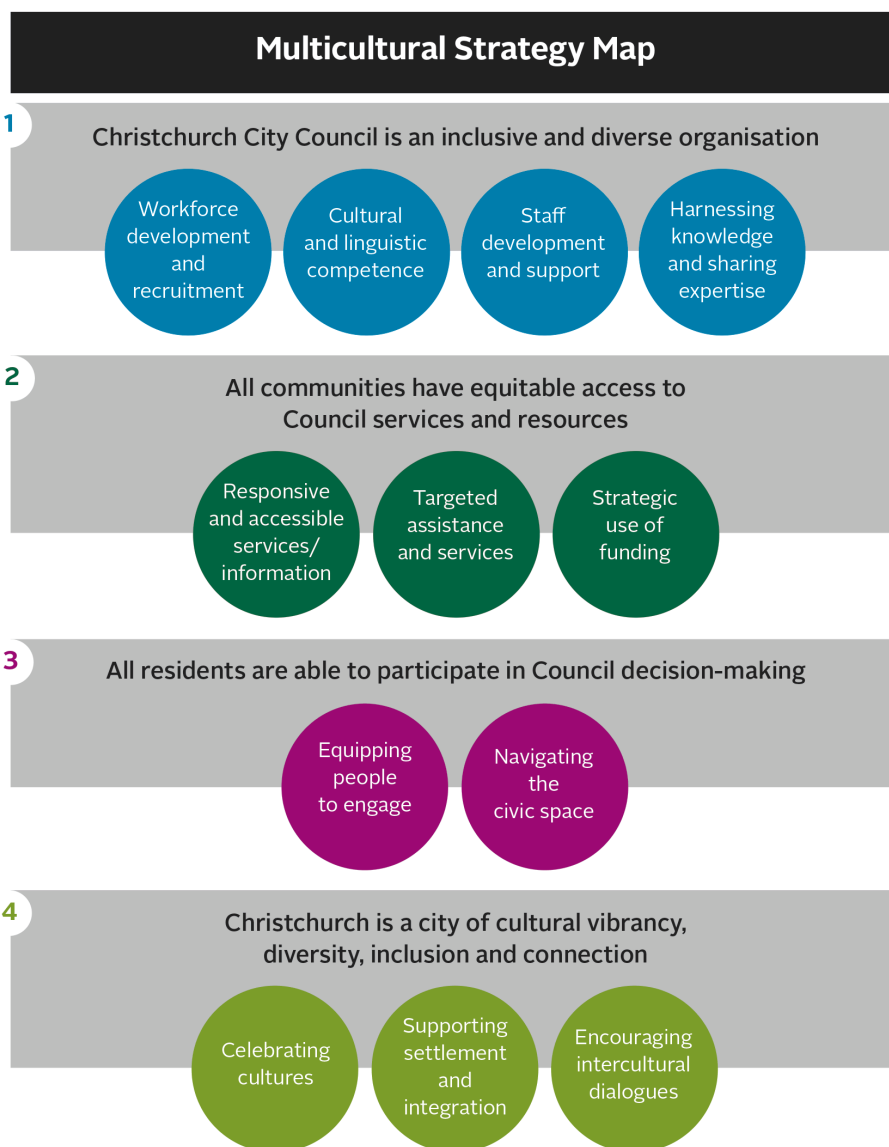 Multicultural Strategy Map
1
Christchurch City Council is an inclusive and diverse organisation
Workforce
development
and
recruitment
Cultural
and linguistic
competence
Staff
development
and support
Harnessing
knowledge
and sharing
expertise
2
All communities have equitable access to
Council services and resources
Responsive
and accessible
services/
information
Targeted
assistance
and services
Strategic
use of
funding
3
All residents are able to participate in Council decision-making
Equipping
people
to engage
Navigating
the
civic space
4
Christchurch is a city of cultural vibrancy,
diversity, inclusion and connection
Celebrating
cultures
Supporting
settlement
and
integration
Encouraging
intercultural
dialogues